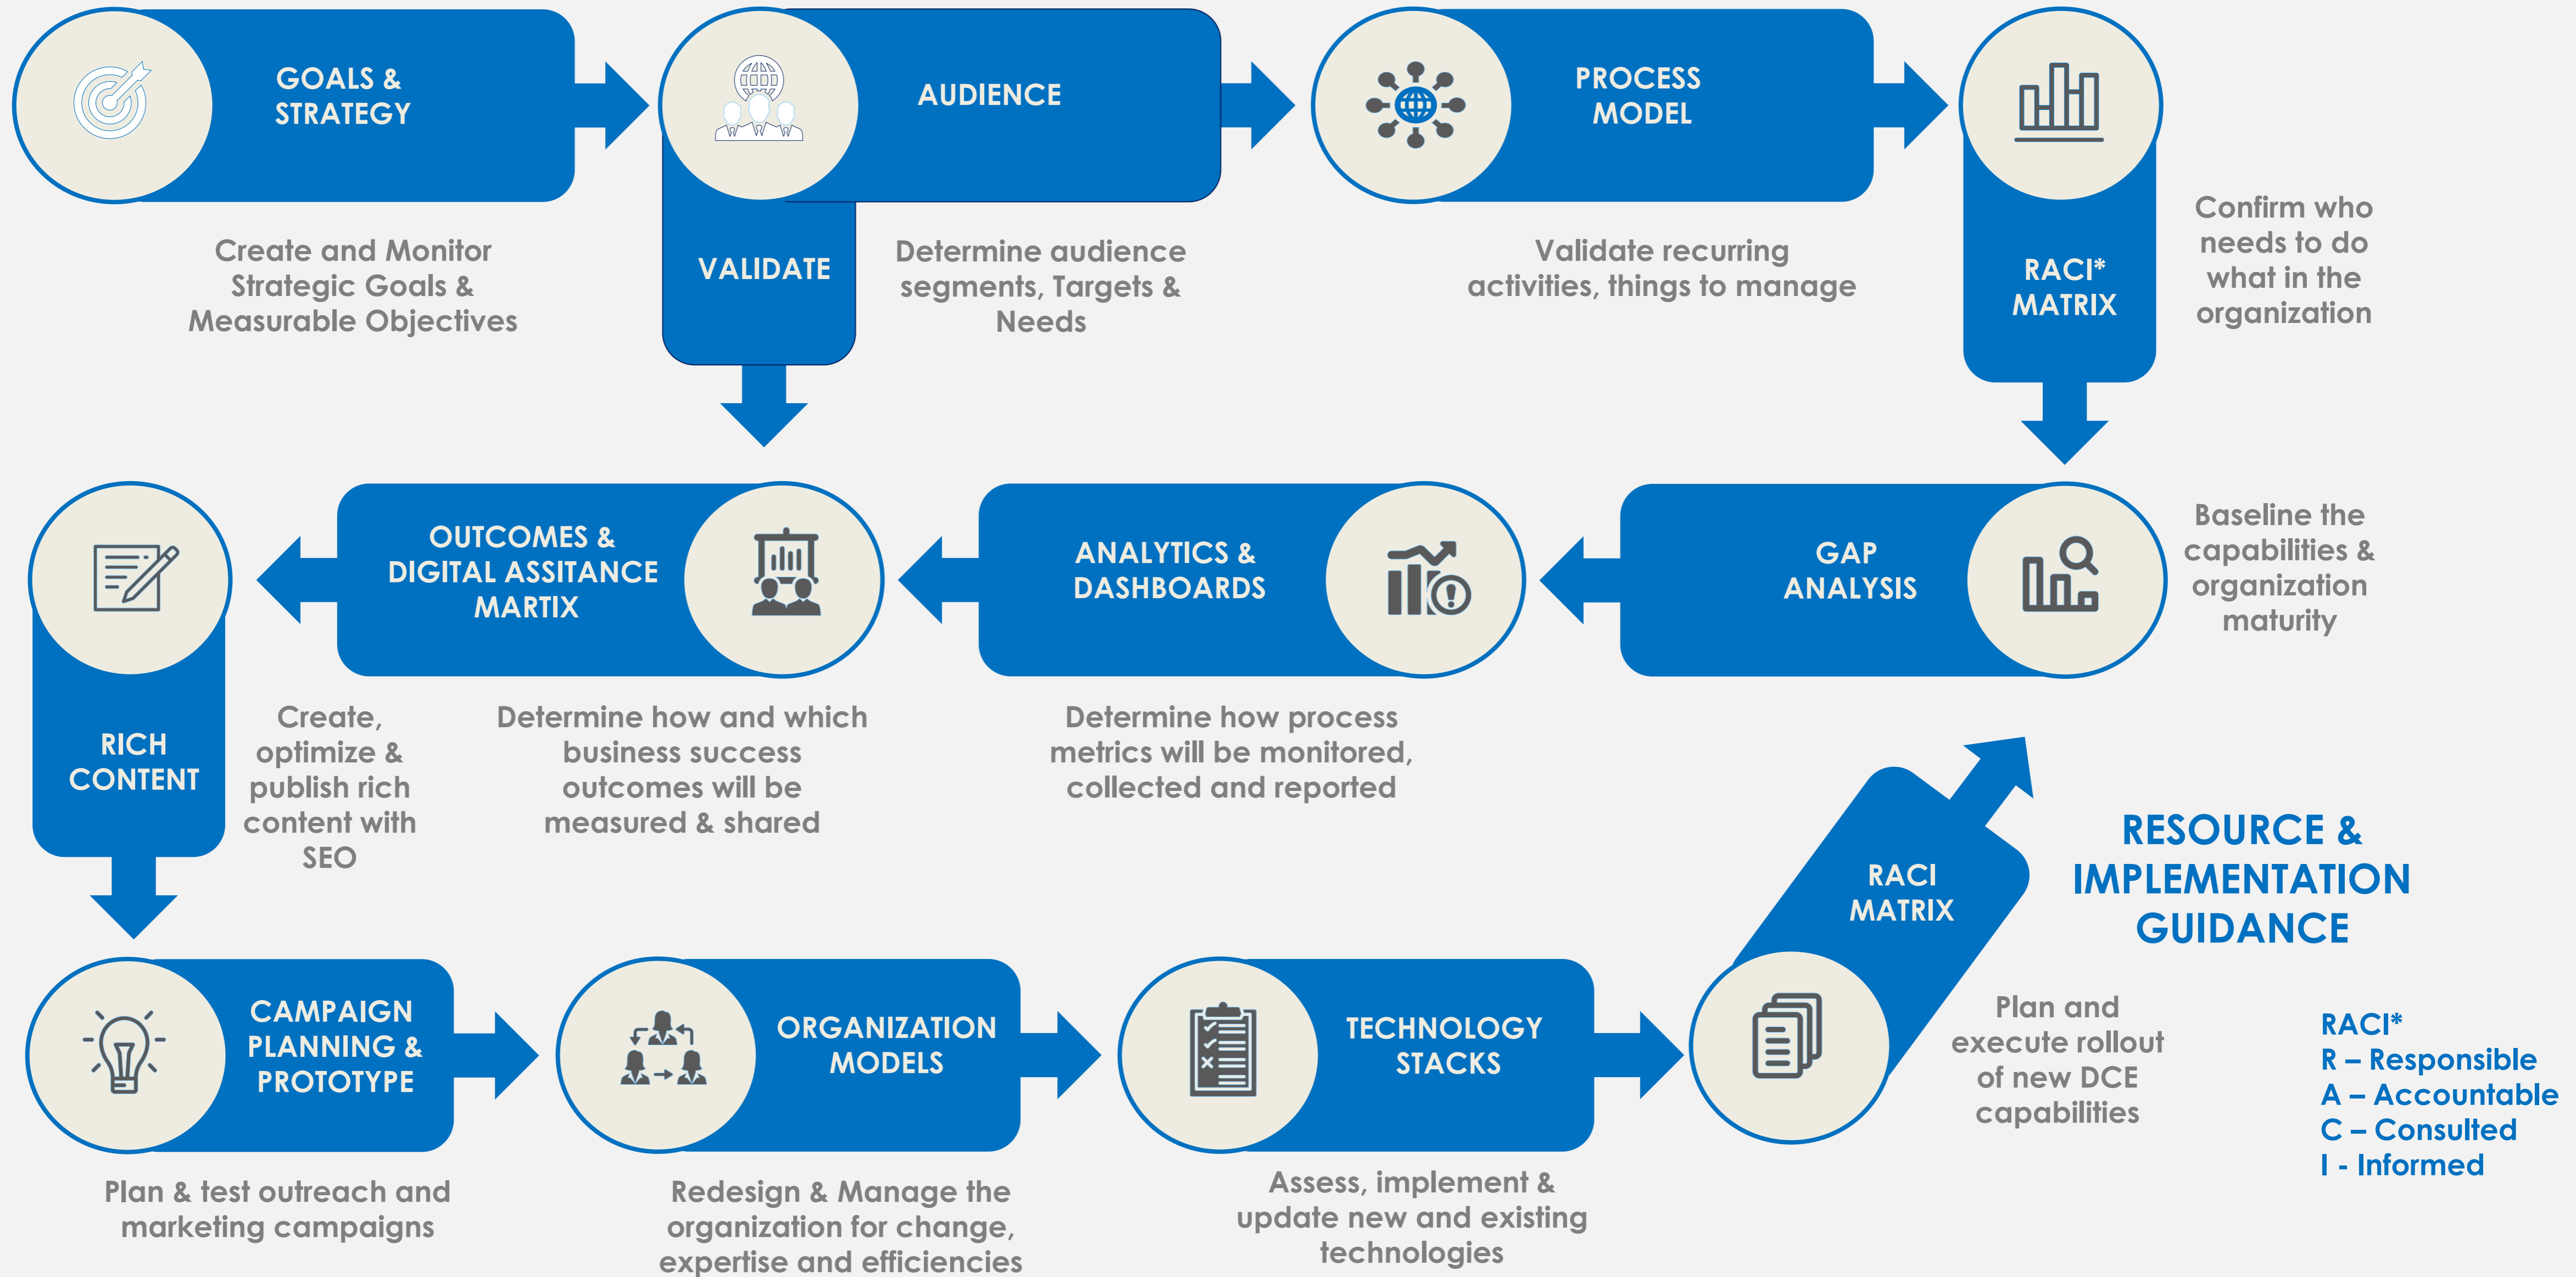 GOALS &
STRATEGY
Create and Monitor
Strategic Goals &
Measurable Objectives
AUDIENCE
VALIDATE
Determine audience
segments, Targets &
Needs
PROCESS
MODEL
Validate recurring
activities, things to manage
RACI*
MATRIX
Confirm who
needs to do
what in the
organization
GAP
ANALYSIS
Baseline the
capabilities &
organization
maturity
ANALYTICS &
DASHBOARDS
Determine how process
metrics will be monitored,
collected and reported
OUTCOMES &
DIGITAL ASSITANCE
MARTIX
Determine how and which
business success
outcomes will be
measured & shared
RICH
CONTENT
Create,
optimize &
publish rich
content with
SEO
CAMPAIGN
PLANNING &
PROTOTYPE
Plan & test outreach and
marketing campaigns
ORGANIZATION
MODELS
Redesign & Manage the
organization for change,
expertise and efficiencies
TECHNOLOGY
STACKS
Assess, implement &
update new and existing
technologies
RACI
MATRIX
Plan and
execute rollout
of new DCE
capabilities
RESOURCE &
IMPLEMENTATION
GUIDANCE
RACI*
R – Responsible
A – Accountable
C – Consulted
I - Informed